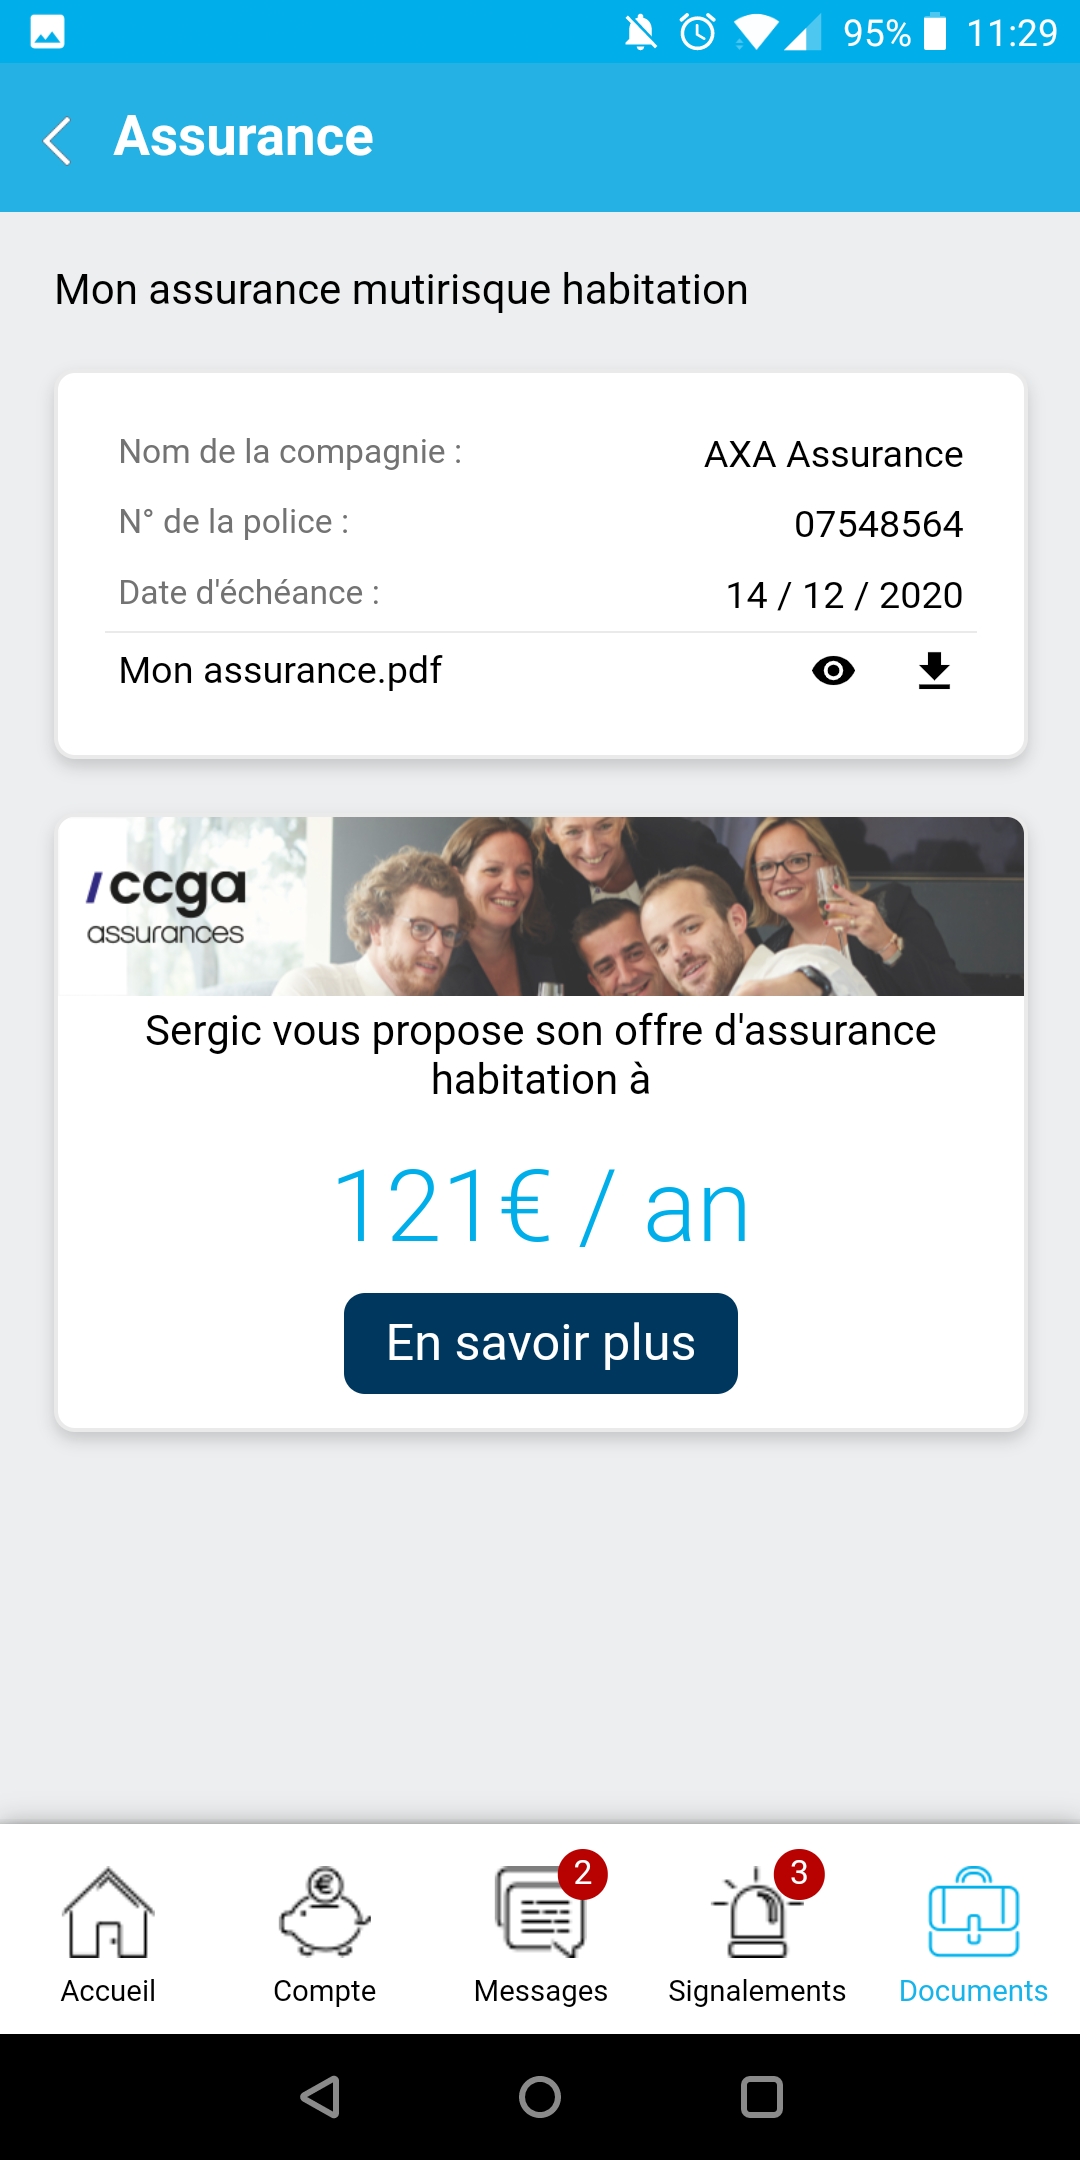 95% 11:29
Assurance
Mon assurance mutirisque habitation
Nom de la compagnie : AXA Assurance
N° de la police : 07548564
Date d'échéance : 14 / 12 / 2020
Mon assurance.pdf
ccga
assurances
Sergic vous propose son offre d'assurance
habitation à
121€ / an
En savoir plus
2 3
Accueil Compte Messages Signalements Documents